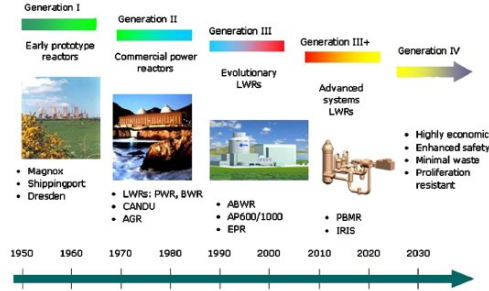 Generation I
Early prototype
reactors
• Magnox
• Shippingport
• Dresden
Generation II
Commercial power
reactors
• LWRs: PWR, BWR
• CANDU
• AGR
Generation III
Evolutionary
LWRs
• ABWR
• AP600/1000
• EPR
Generation III+
Advanced
systems
LWRs
• PBMR
• IRIS
Generation IV
• Highly economic
• Enhanced safety
• Minimal waste
• Proliferation
resistant
1950 1960 1970 1980 1990 2000 2010 2020 2030